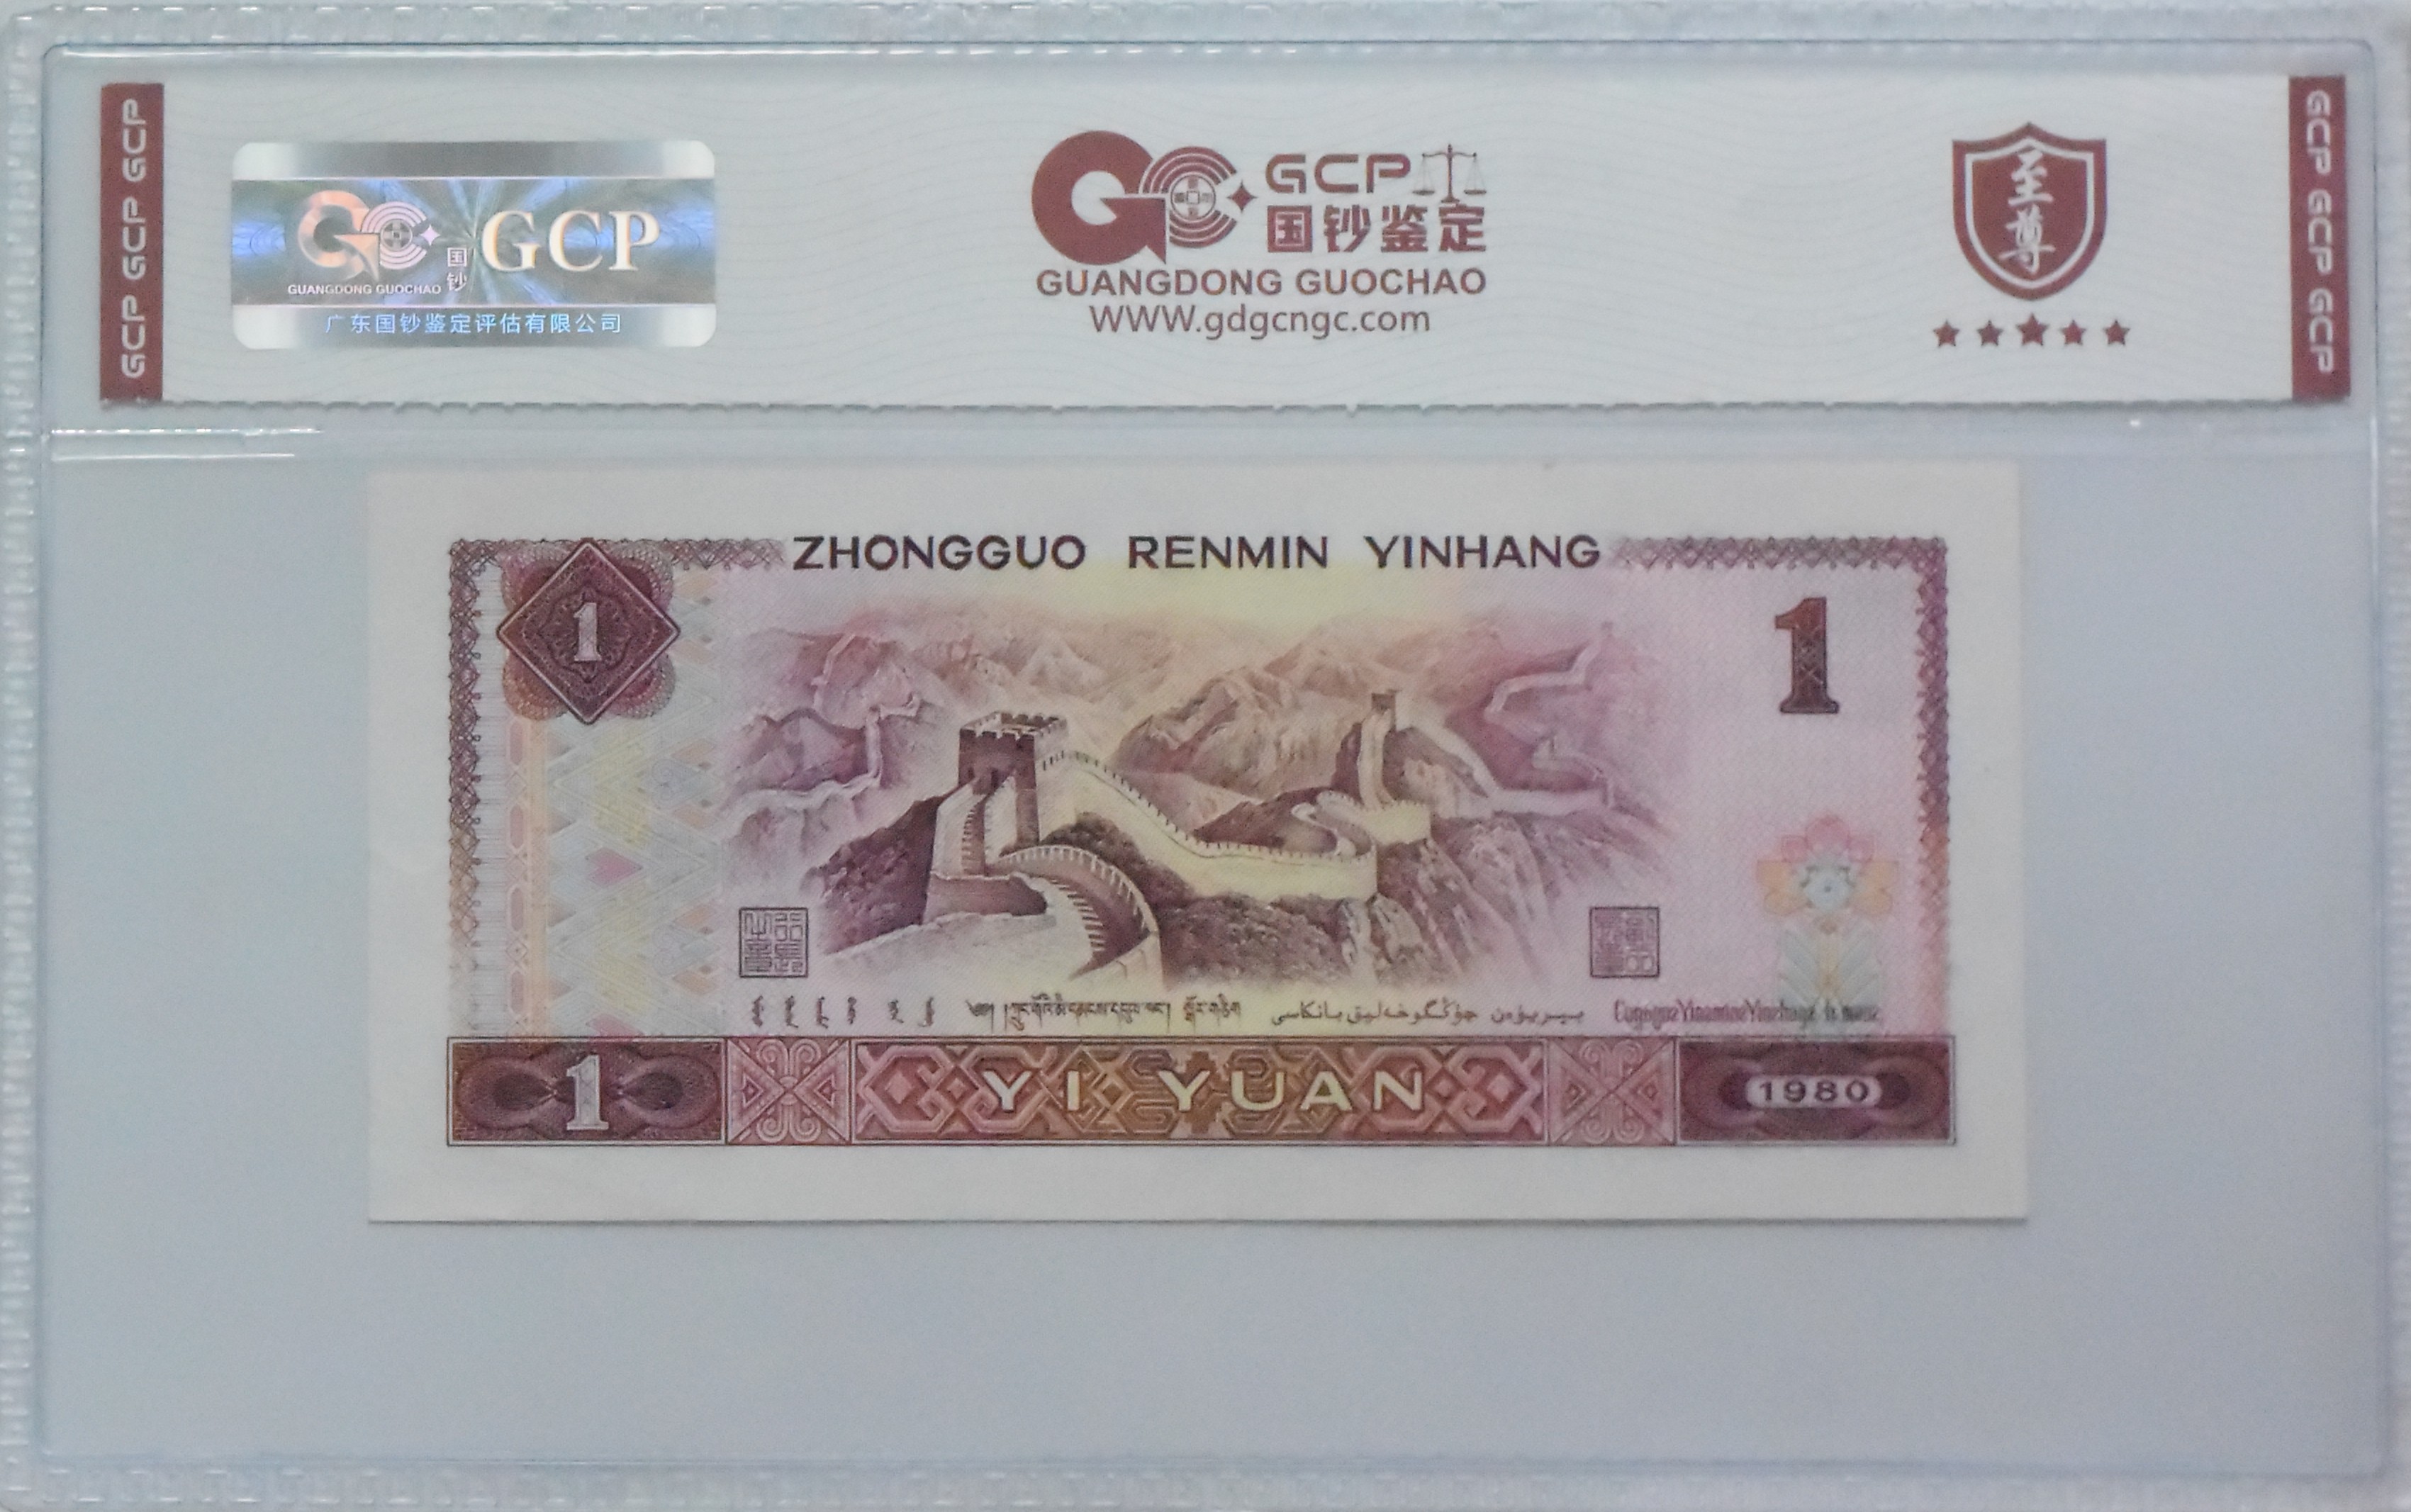 GCP GCP GCP
GCP
国钞
GUANGDONG GUOCHAO
广东国钞鉴定评估有限公司
GCP
国钞鉴定
GUANGDONG GUOCHAO
WWW.gdgcngc.com
至尊
GCP GCP GCP
ZHONGGUO RENMIN YINHANG
1
1
1
YI YUAN
1980